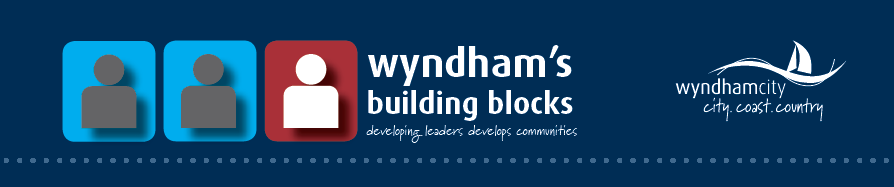 wyndham's
building blocks
developing leaders develops communities
wyndhamcity
city. coast. country